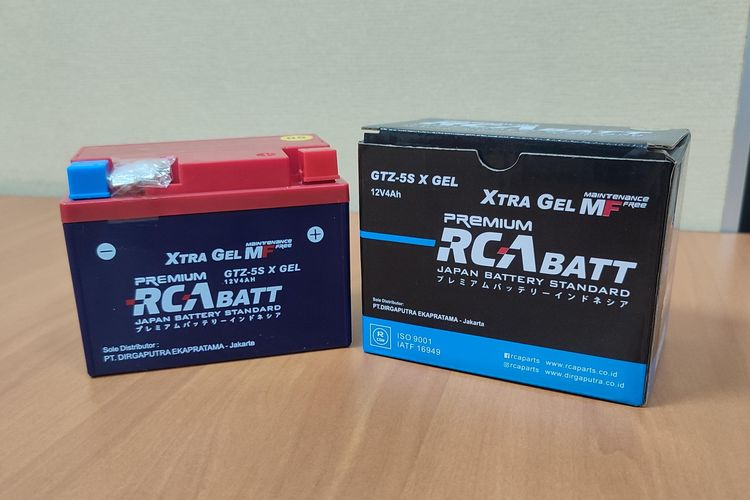 XTRA GEL MF MAINTENANCE FREE
GTZ-5S X GEL
12V4AH
PREMIUM
RCA BATT
JAPAN BATTERY STANDARD
プレミアムバッテリーインドネシア
Sole Distributor :
PT. DIRGAPUTRA EKAPRATAMA - Jakarta
GTZ-5S X GEL
12V4Ah
XTRA GEL MF MAINTENANCE FREE
PREMIUM
RCA BATT
JAPAN BATTERY STANDARD
プレミアムバッテリーインドネシア
Sole Distributor:
PT.DIRGAPUTRA EKAPRATAMA - Jakarta
ISO 9001
IATF 16949
rcaparts www.rcaparts.co.id
rcaparts www.dirgaputra.co.id